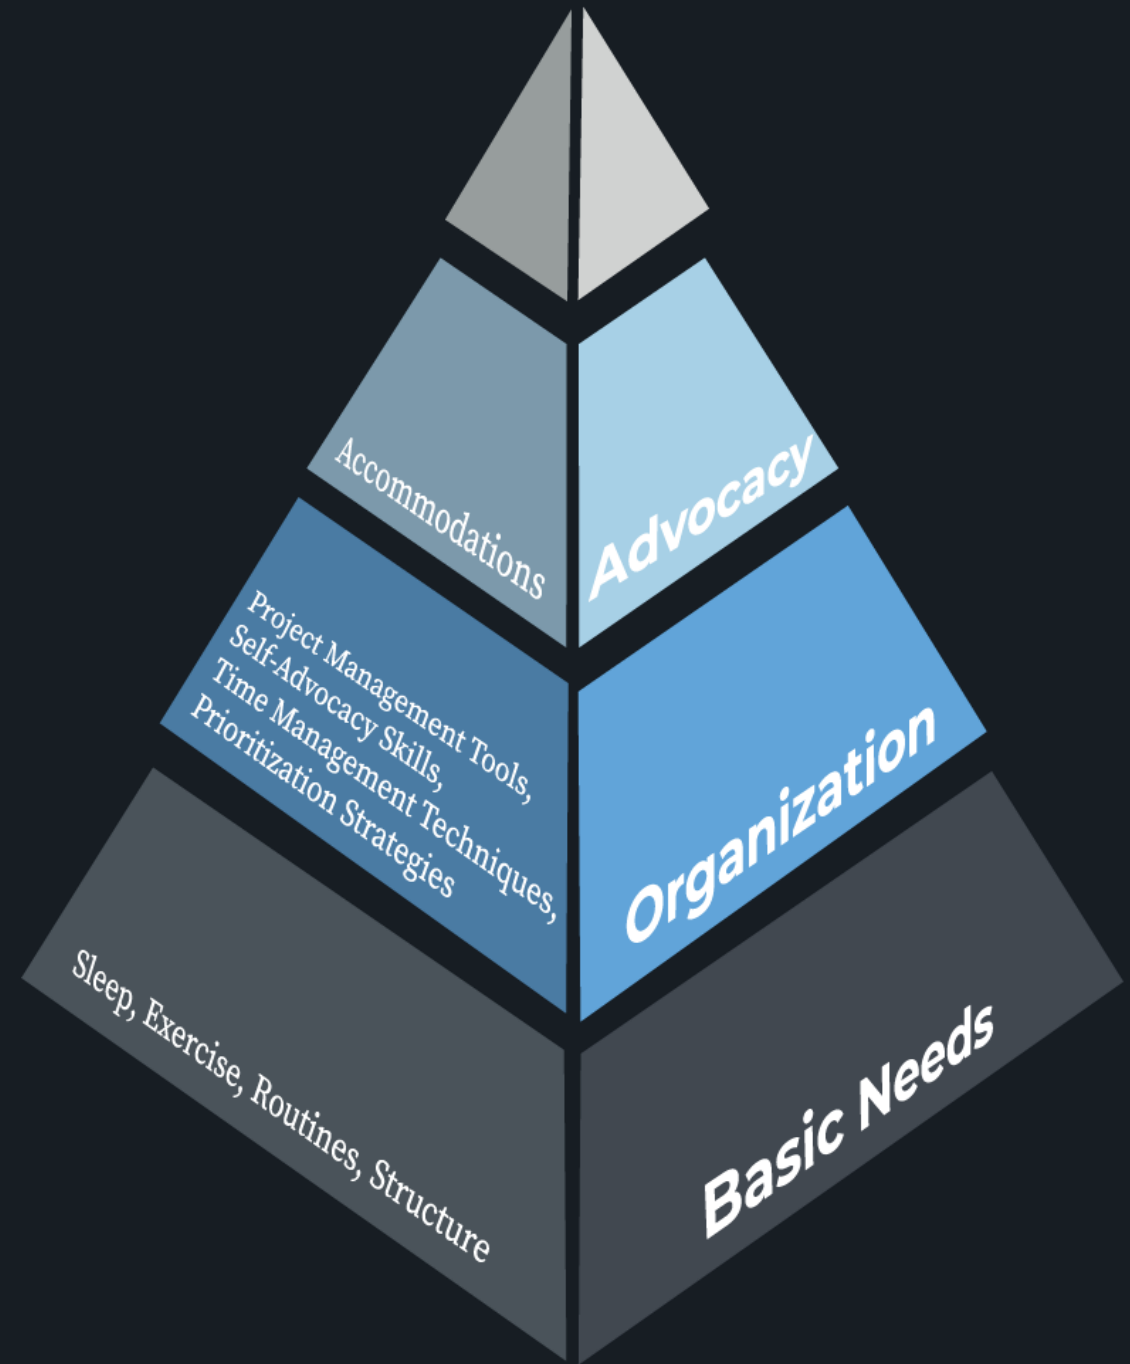 Accommodations
Advocacy
Project Management Tools,
Self-Advocacy Skills,
Time Management Techniques,
Prioritization Strategies
Organization
Sleep, Exercise, Routines, Structure
Basic Needs